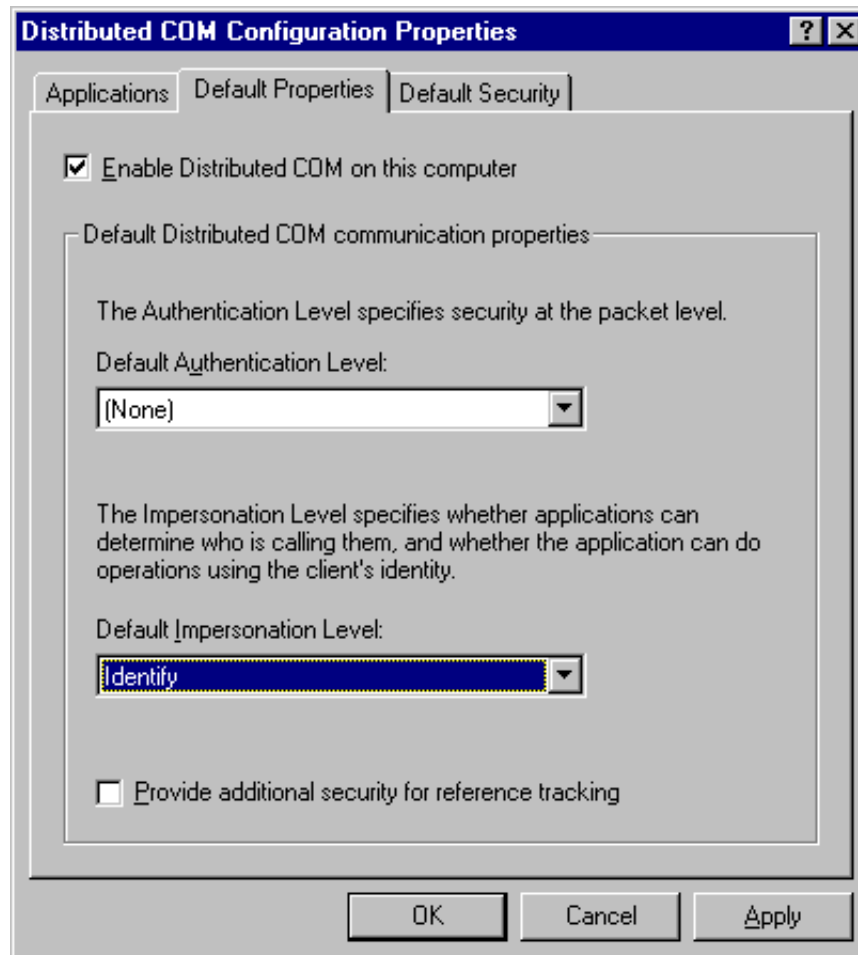 Distributed COM Configuration Properties
Applications Default Properties Default Security
Enable Distributed COM on this computer
Default Distributed COM communication properties
The Authentication Level specifies security at the packet level.
Default Authentication Level:
(None)
The Impersonation Level specifies whether applications can
determine who is calling them, and whether the application can do
operations using the client's identity.
Default Impersonation Level:
Identify
Provide additional security for reference tracking
OK Cancel Apply